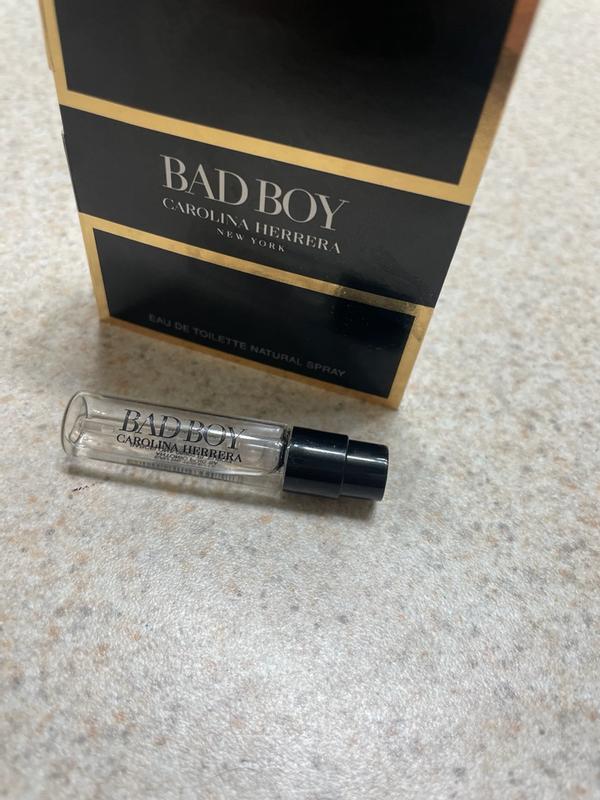 BAD BOY
CAROLINA HERRERA
NEW YORK
EAU DE TOILETTE NATURAL SPRAY
BAD BOY
CAROLINA HERRERA